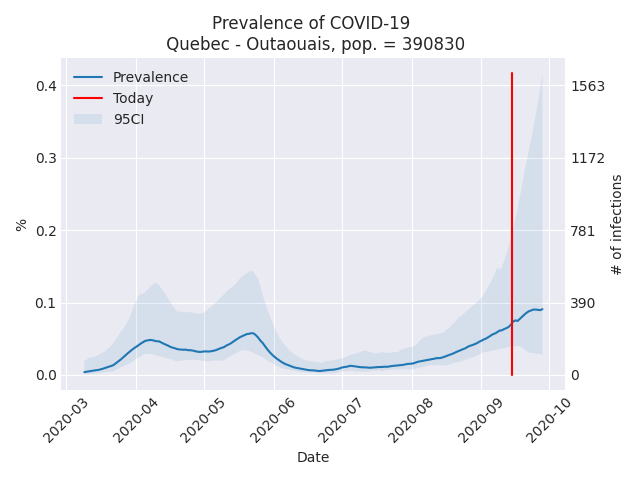 Prevalence of COVID-19
Quebec - Outaouais, pop. = 390830
Prevalence
Today
95CI
0.4
0.3
0.2
0.1
0.0
%
1563
1172
781
390
0
# of infections
2020-03
2020-04
2020-05
2020-06
2020-07
2020-08
2020-09
2020-10
Date